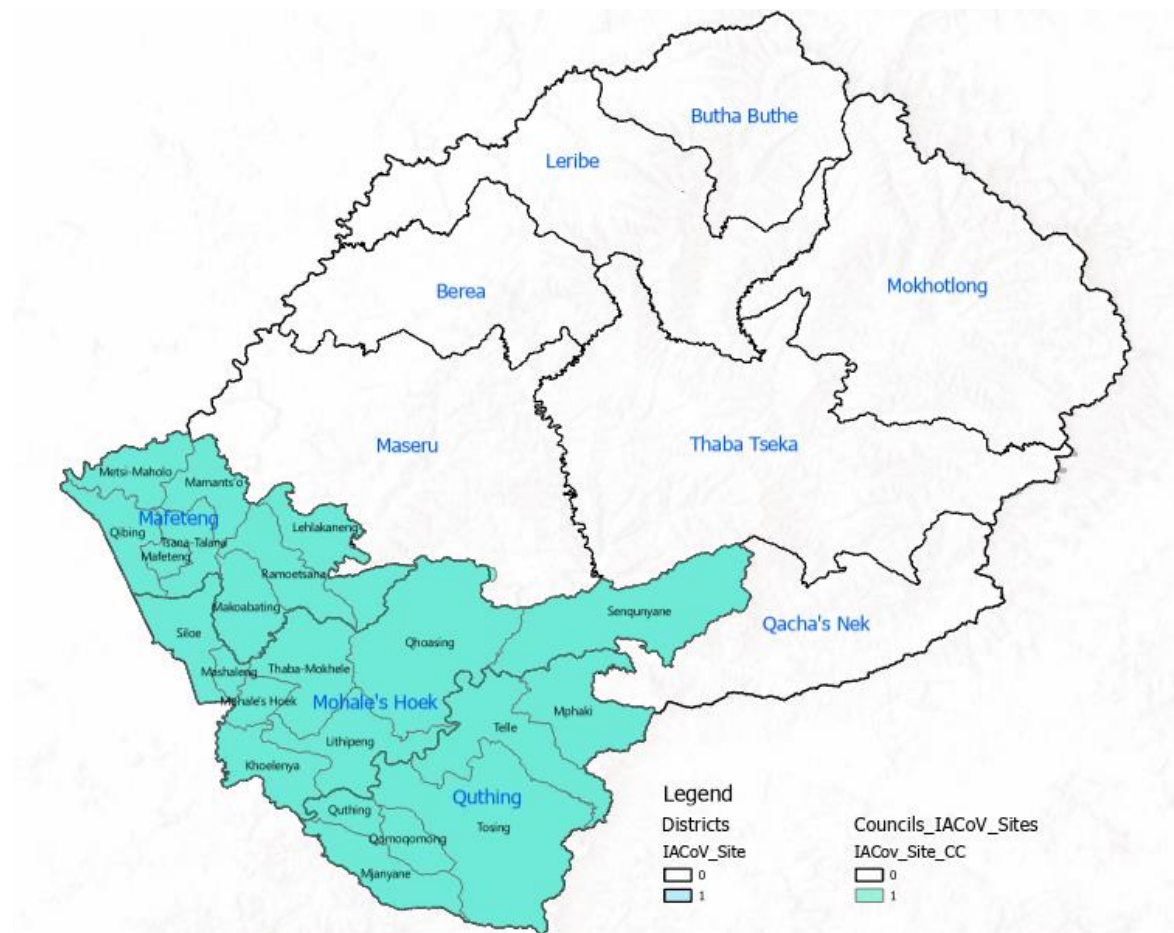 Butha Buthe
Leribe
Mokhotlong
Berea
Maseru
Thaba Tseka
Metsi-Maholo
Mamants'o
Mafeteng
Qibing
Tsana-Talana
Mafeteng
Lehlakaneng
Ramoetsana
Makoabating
Senqunyane
Qacha's Nek
Siloe
Qhoasing
Mashaleng
Thaba-Mokhele
Mohale's Hoek
Mohale's Hoek
Mphaki
Telle
Lithipeng
Khoelenya
Quthing
Quthing
Tosing
Qomoqomong
Mjanyane
Legend
Districts
IACoV_Site
0
1
Councils_IACoV_Sites
IACov_Site_CC
0
1